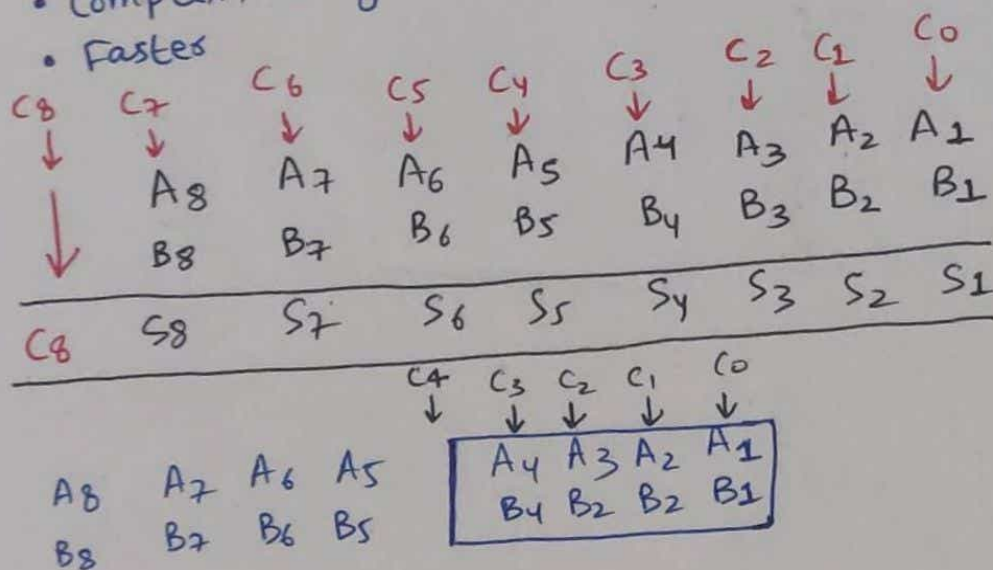 • Faster
C8 C7 C6 C5 C4 C3 C2 C1 C0
A8 A7 A6 A5 A4 A3 A2 A1
B8 B7 B6 B5 B4 B3 B2 B1
C8 S8 S7 S6 S5 S4 S3 S2 S1
C4 C3 C2 C1 C0
A8 A7 A6 A5 A4 A3 A2 A1
B8 B7 B6 B5 B4 B2 B2 B1